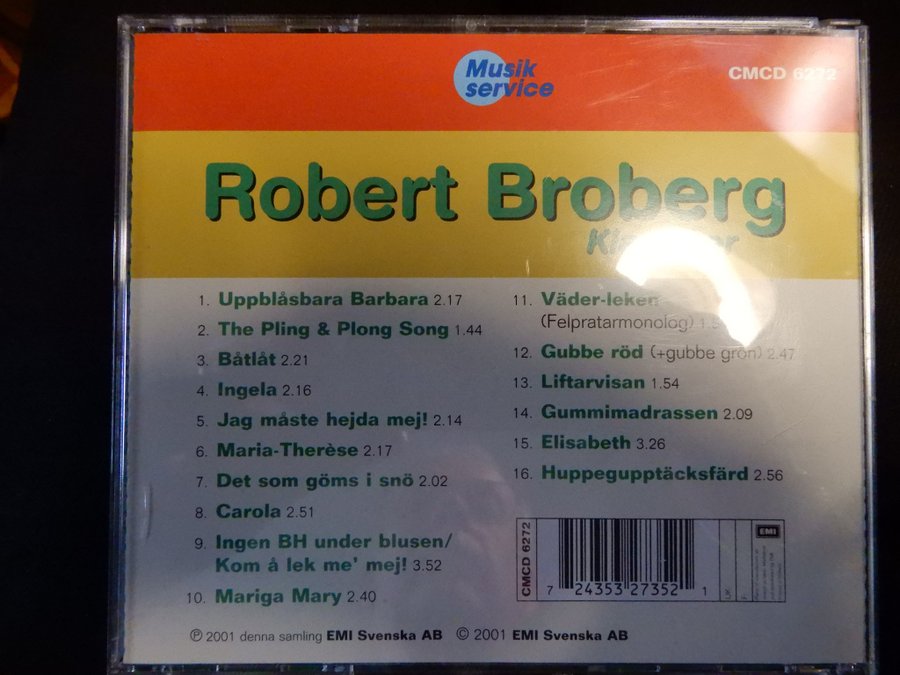 Musik
service
CMCD 6272
Robert Broberg
1. Uppblåsbara Barbara 2.17
2. The Pling & Plong Song 1.44
3. Båtlåt 2.21
4. Ingela 2.16
5. Jag måste hejda mej! 2.14
6. Maria-Therèse 2.17
7. Det som göms i snö 2.02
8. Carola 2.51
9. Ingen BH under blusen/
Kom å lek me' mej! 3.52
10. Mariga Mary 2.40
11. Väder-leken
(Felpratarmonolog)
12. Gubbe röd (+gubbe grön) 2.47
13. Liftarvisan 1.54
14. Gummimadrassen 2.09
15. Elisabeth 3.26
16. Huppegupptäcksfärd 2.56
CMCD 6272
7 24353 27352 1
UK
F
EMI
℗ 2001 denna samling EMI Svenska AB © 2001 EMI Svenska AB